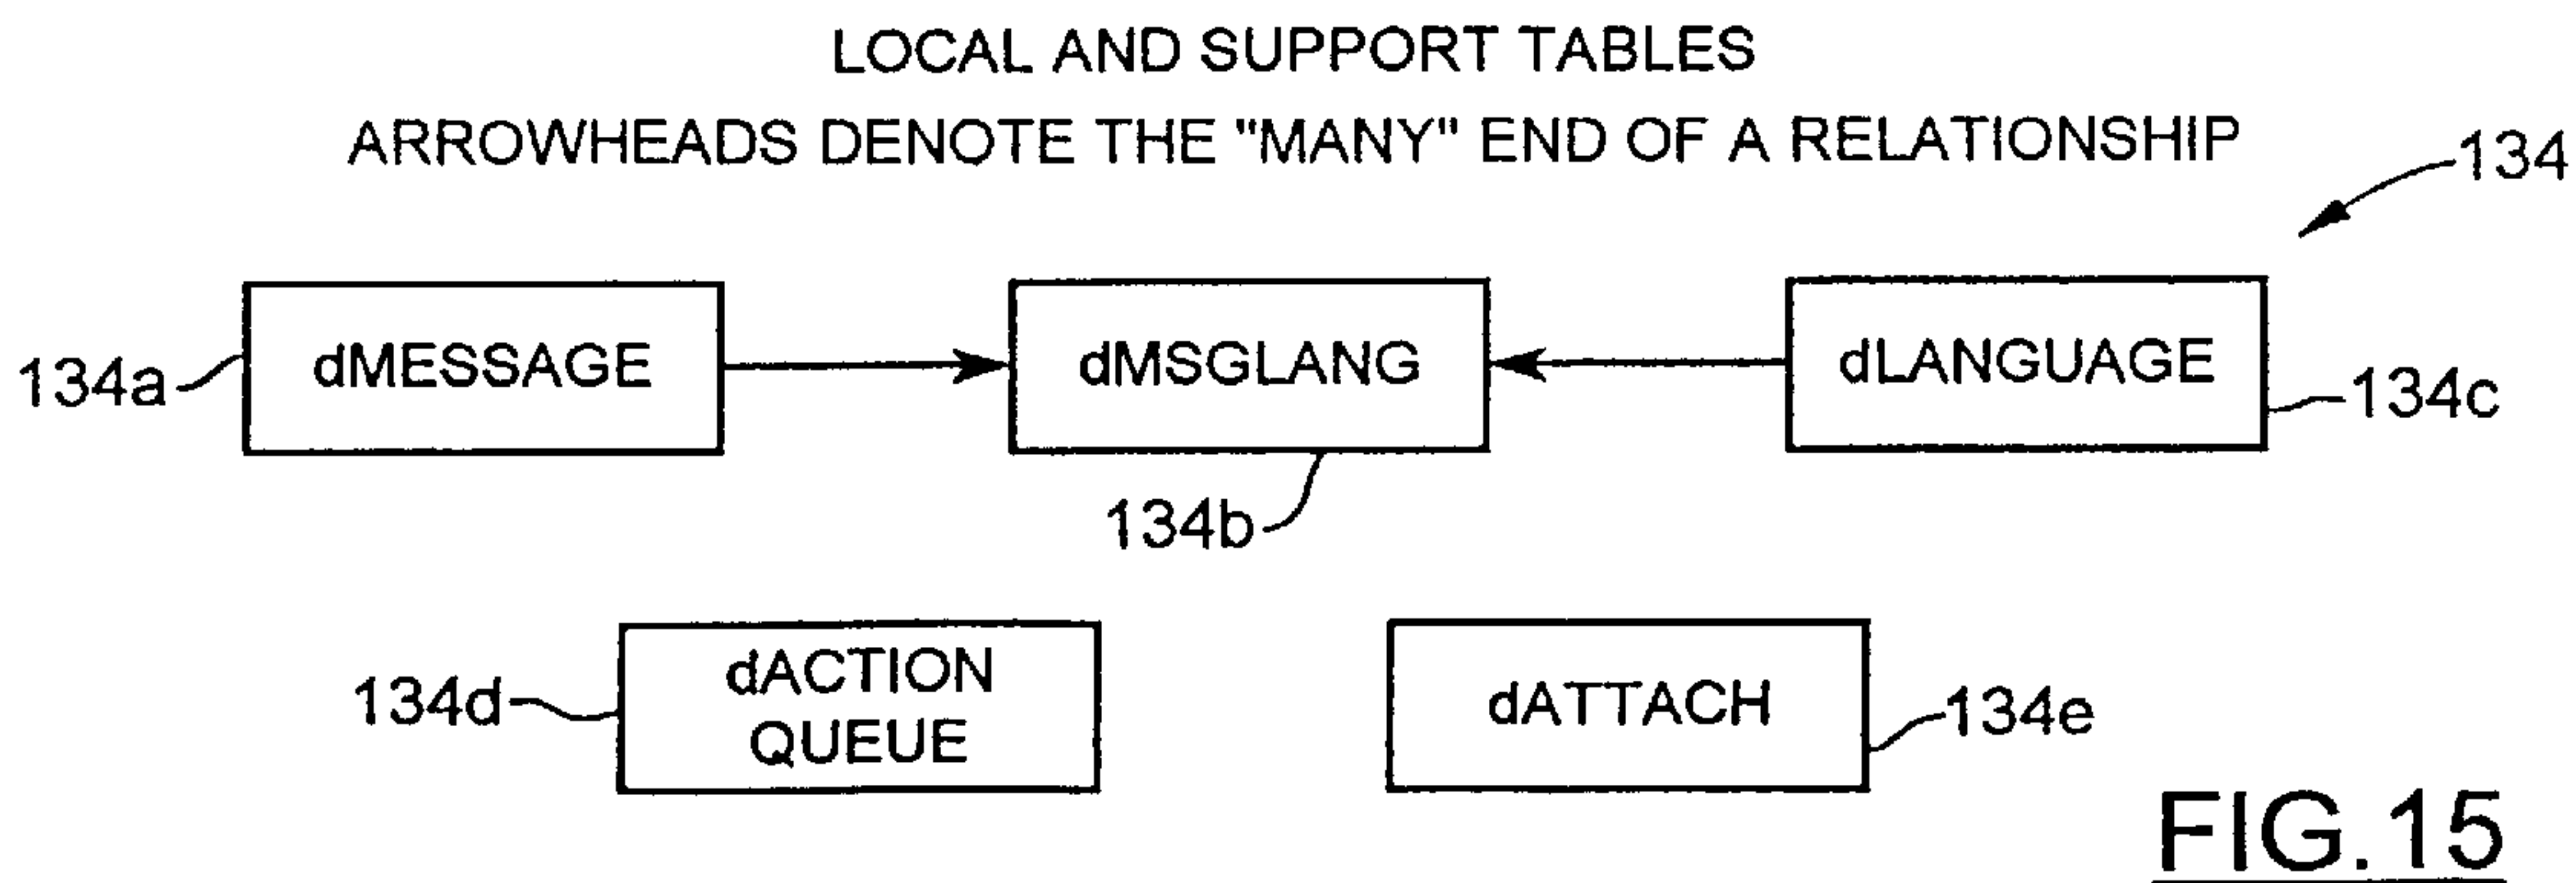 LOCAL AND SUPPORT TABLES
ARROWHEADS DENOTE THE "MANY" END OF A RELATIONSHIP
134
134a
dMESSAGE
dMSGLANG
dLANGUAGE
134c
134b
134d
dACTION
QUEUE
dATTACH
134e
FIG.15